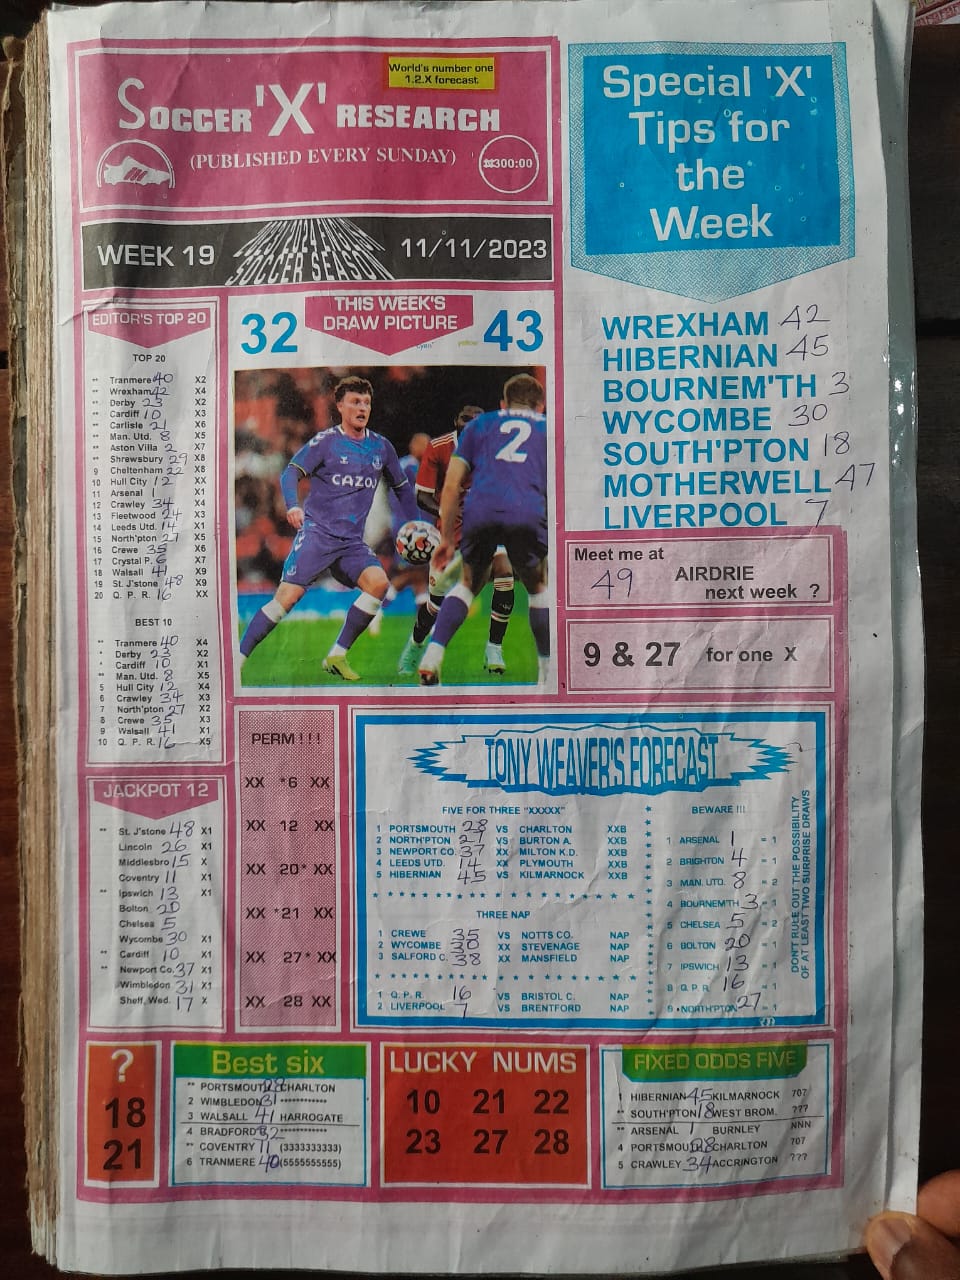 World's number one
1.2.X forecast
SOCCER 'X' RESEARCH
(PUBLISHED EVERY SUNDAY)
₦300:00
WEEK 19
SOCCER SEASON
11/11/2023
Special 'X'
Tips for
the
Week
WREXHAM 42
HIBERNIAN 45
BOURNEM'TH 3
WYCOMBE 30
SOUTH'PTON 18
MOTHERWELL 47
LIVERPOOL 7
EDITOR'S TOP 20
TOP 20
** Tranmere 40 X2
** Wrexham 42 X4
** Derby 23 X2
** Cardiff 10 X3
** Carlisle 21 X6
** Man. Utd. 8 X5
** Aston Villa 2 X7
** Shrewsbury 29 X8
9 Cheltenham 22 X8
10 Hull City 12 XX
11 Arsenal 1 X1
12 Crawley 34 X4
13 Fleetwood 24 X3
14 Leeds Utd. 14 X1
15 North'pton 27 X5
16 Crewe 35 X6
17 Crystal P. 6 X7
18 Walsall 41 X9
19 St. J'stone 48 X9
20 Q. P. R. 16 XX
BEST 10
** Tranmere 40 X4
* Derby 23 X2
* Cardiff 10 X1
** Man. Utd. 8 X5
5 Hull City 12 X4
6 Crawley 34 X3
7 North'pton 27 X2
8 Crewe 35 X3
9 Walsall 41 X1
10 Q. P. R. 16 X5
32
THIS WEEK'S
DRAW PICTURE
43
yellow
CAZOO
2
Meet me at
49 AIRDRIE
next week ?
9 & 27 for one X
JACKPOT 12
** St. J'stone 48 X1
Lincoln 26 X
Middlesbro 15 X
Coventry 11 X1
** Ipswich 13 X1
Bolton 20
Chelsea 5
Wycombe 30 X1
** Cardiff 10 X1
** Newport Co. 37 X1
Wimbledon 31 X1
Sheff. Wed. 17 X
PERM !!!
XX *6 XX
XX 12 XX
XX 20* XX
XX *21 XX
XX 27* XX
XX 28 XX
TONY WEAVER'S FORECAST
FIVE FOR THREE "XXXXX"
1 PORTSMOUTH 28 VS CHARLTON XXB
2 NORTH'PTON 27 VS BURTON A. XXB
3 NEWPORT CO. 37 XX MILTON K.D. XXB
4 LEEDS UTD. 14 XX PLYMOUTH XXB
5 HIBERNIAN 45 VS KILMARNOCK XXB
THREE NAP
1 CREWE 35 VS NOTTS CO. NAP
2 WYCOMBE 30 XX STEVENAGE NAP
3 SALFORD C. 38 XX MANSFIELD NAP
1 Q. P. R. 16 VS BRISTOL C. NAP
2 LIVERPOOL 7 VS BRENTFORD NAP
BEWARE !!!
1 ARSENAL 1 = 1
2 BRIGHTON 4 = 1
3 MAN. UTD. 8 = 2
4 BOURNEM'TH 3 = 1
5 CHELSEA 5 = 2
6 BOLTON 20 = 1
7 IPSWICH 13 = 1
8 Q. P. R 16 = 1
9 NORTH'PTON 27 = 1
DON'T RULE OUT THE POSSIBILITY
OF AT LEAST TWO SURPRISE DRAWS
?
18
21
Best six
** PORTSMOUTH 28 CHARLTON
2 WIMBLEDON 31 ************
3 WALSALL 41 HARROGATE
4 BRADFORD 32 ************
** COVENTRY 11 (3333333333)
6 TRANMERE 40 (5555555555)
LUCKY NUMS
10 21 22
23 27 28
FIXED ODDS FIVE
1 HIBERNIAN 45 KILMARNOCK 707
** SOUTH'PTON 18 WEST BROM. ???
** ARSENAL 1 BURNLEY NNN
4 PORTSMOUTH 28 CHARLTON 707
5 CRAWLEY 34 ACCRINGTON ???